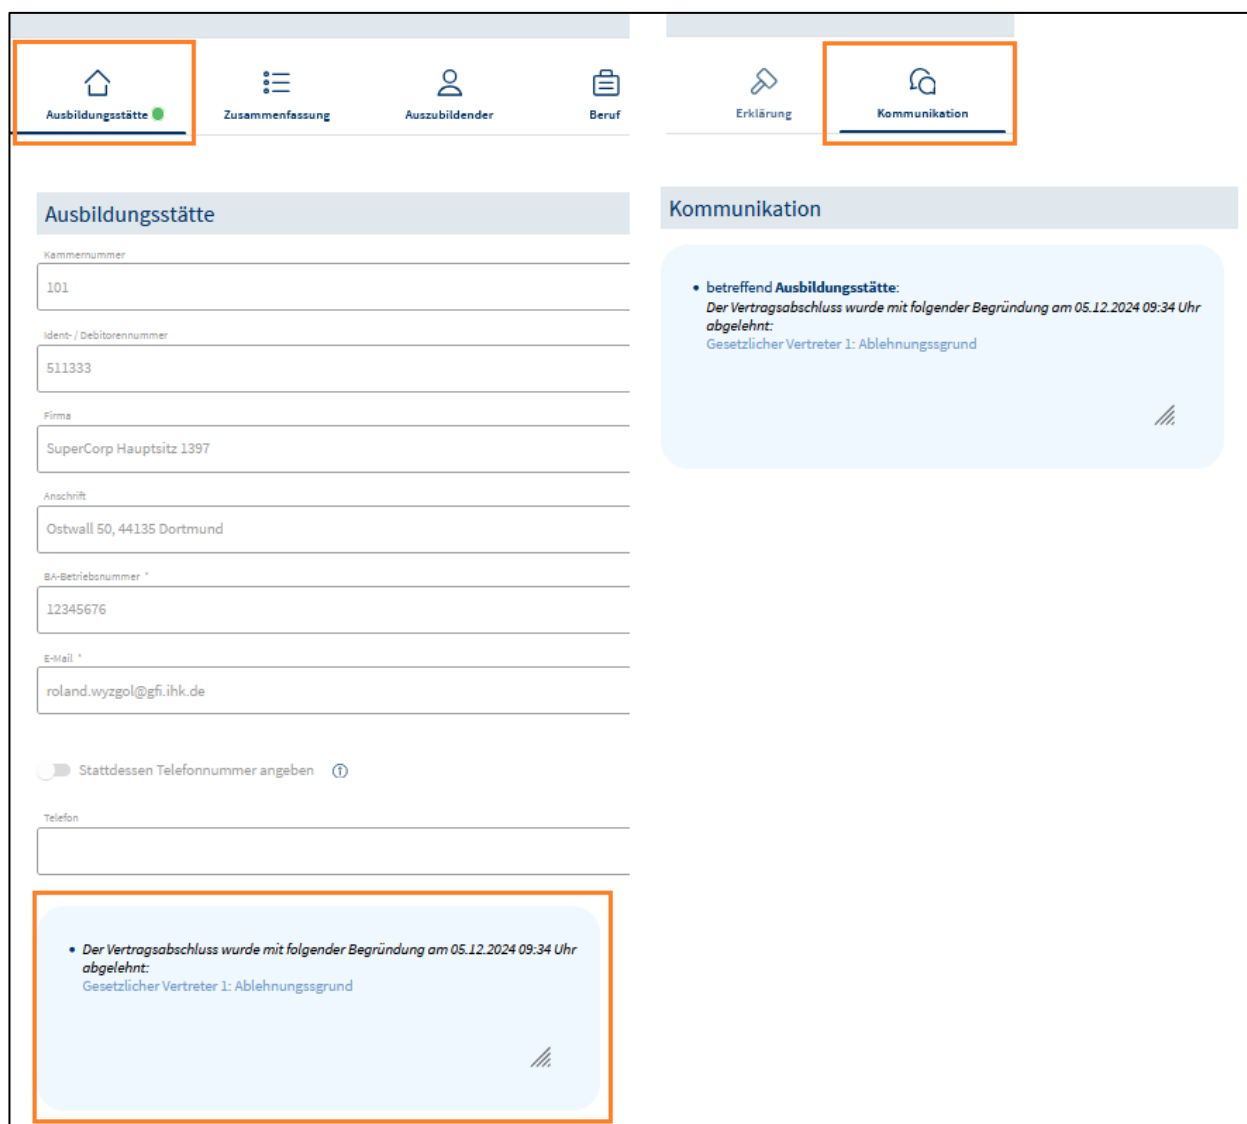 Ausbildungsstätte
Zusammenfassung
Auszubildender
Beruf
Erklärung
Kommunikation
Ausbildungsstätte
Kammernummer
101
Ident- / Debitorennummer
511333
Firma
SuperCorp Hauptsitz 1397
Anschrift
Ostwall 50, 44135 Dortmund
BA-Betriebsnummer *
12345676
E-Mail *
roland.wyzgol@gfi.ihk.de
Stattdessen Telefonnummer angeben
Telefon
• Der Vertragsabschluss wurde mit folgender Begründung am 05.12.2024 09:34 Uhr
abgelehnt:
Gesetzlicher Vertreter 1: Ablehnungssgrund
Kommunikation
• betreffend Ausbildungsstätte:
Der Vertragsabschluss wurde mit folgender Begründung am 05.12.2024 09:34 Uhr
abgelehnt:
Gesetzlicher Vertreter 1: Ablehnungssgrund